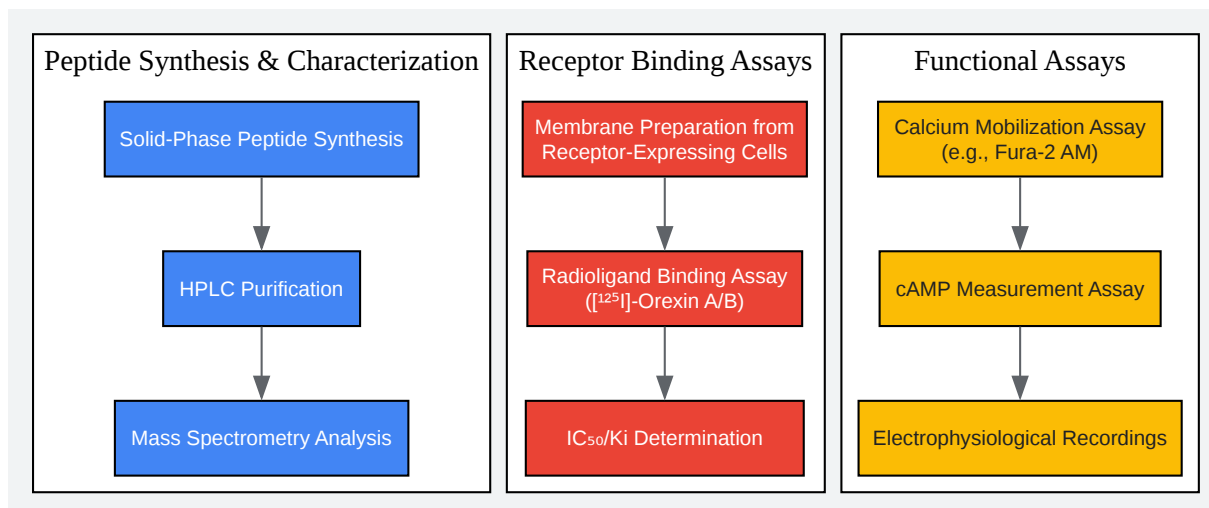 Peptide Synthesis & Characterization
Solid-Phase Peptide Synthesis
HPLC Purification
Mass Spectrometry Analysis
Receptor Binding Assays
Membrane Preparation from
Receptor-Expressing Cells
Radioligand Binding Assay
([¹²⁵I]-Orexin A/B)
IC₅₀/Ki Determination
Functional Assays
Calcium Mobilization Assay
(e.g., Fura-2 AM)
cAMP Measurement Assay
Electrophysiological Recordings